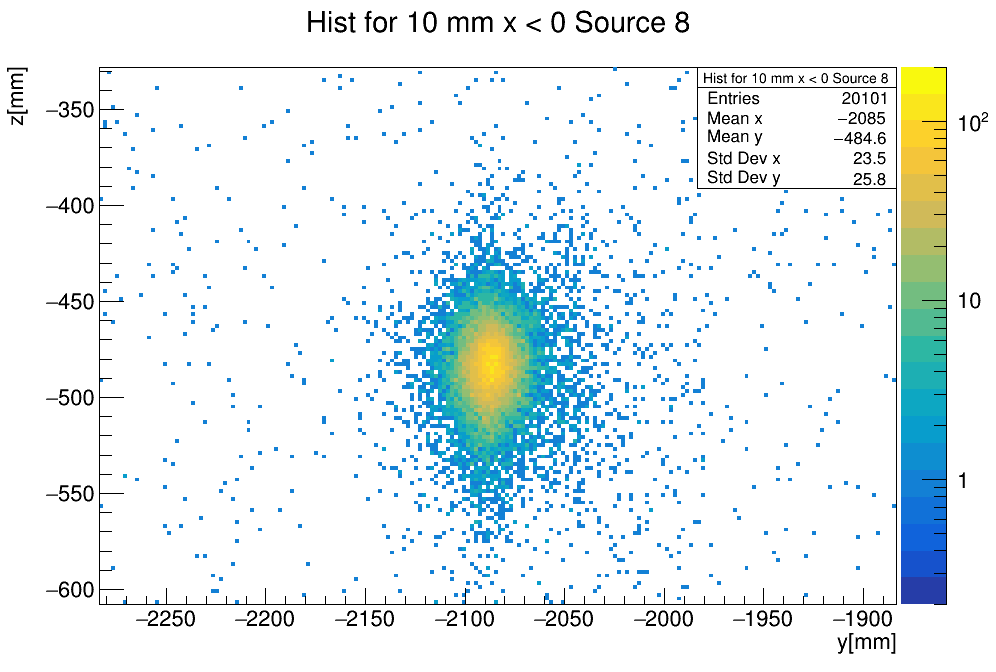 Hist for 10 mm x < 0 Source 8
z[mm]
Hist for 10 mm x < 0 Source 8
Entries 20101
Mean x −2085
Mean y −484.6
Std Dev x 23.5
Std Dev y 25.8
−350
−400
−450
−500
−550
−600
10²
10
1
−2250 −2200 −2150 −2100 −2050 −2000 −1950 −1900
y[mm]